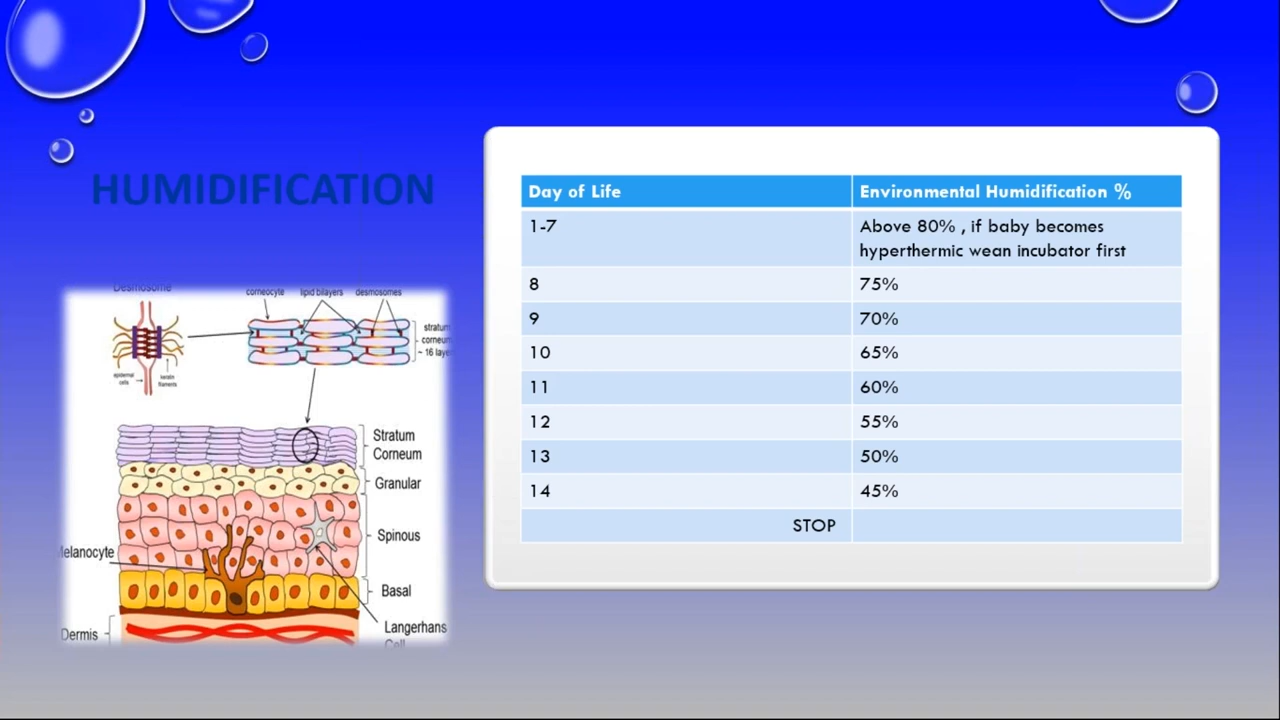 HUMIDIFICATION
Desmosome
corneocyte lipid bilayers desmosomes
stratum
corneum
~ 16 layer
epidermal
cells
keratin
filaments
Stratum
Corneum
Granular
Spinous
Melanocyte
Basal
Langerhans
Cell
Dermis
Day of Life Environmental Humidification %
1-7 Above 80% , if baby becomes
hyperthermic wean incubator first
8 75%
9 70%
10 65%
11 60%
12 55%
13 50%
14 45%
STOP